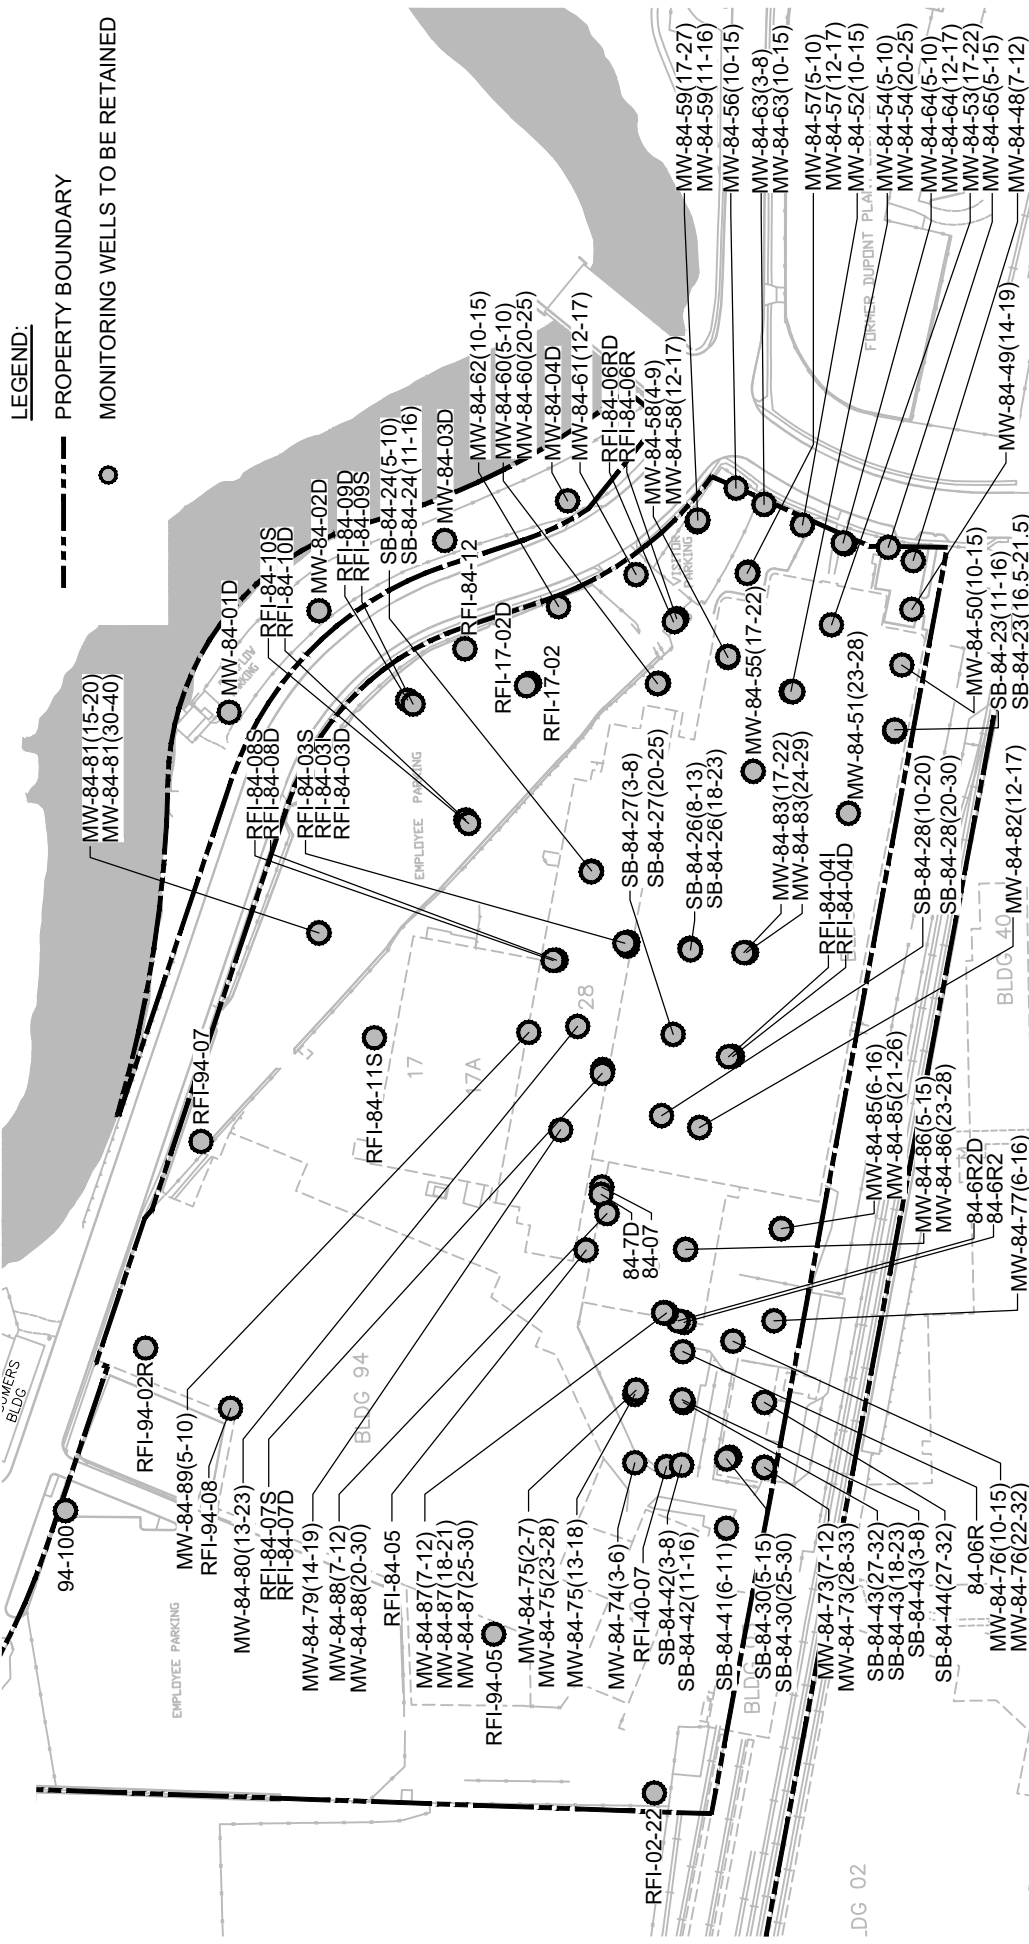 LEGEND:
PROPERTY BOUNDARY
MONITORING WELLS TO BE RETAINED
MW-84-81(15-20)
MW-84-81(30-40)
MW-84-01D
RFI-84-10S
RFI-84-10D
MW-84-02D
RFI-84-09D
RFI-84-09S
SB-84-24(5-10)
SB-84-24(11-16)
MW-84-03D
RFI-84-12
MW-84-62(10-15)
MW-84-60(5-10)
MW-84-60(20-25)
MW-84-04D
MW-84-61(12-17)
RFI-84-06RD
RFI-84-06R
MW-84-58(4-9)
MW-84-58(12-17)
MW-84-59(17-27)
MW-84-59(11-16)
MW-84-56(10-15)
MW-84-63(3-8)
MW-84-63(10-15)
MW-84-57(5-10)
MW-84-57(12-17)
MW-84-52(10-15)
MW-84-54(5-10)
MW-84-54(20-25)
MW-84-64(5-10)
MW-84-64(12-17)
MW-84-53(17-22)
MW-84-65(5-15)
MW-84-48(7-12)
MW-84-49(14-19)
FORMER DUPONT
VISITOR
PARKING
RFI-84-08S
RFI-84-08D
RFI-84-03S
RFI-84-03I
RFI-84-03D
EMPLOYEE PARKING
RFI-17-02D
RFI-17-02
SB-84-27(3-8)
SB-84-27(20-25)
SB-84-26(8-13)
SB-84-26(18-23)
MW-84-55(17-22)
MW-84-83(17-22)
MW-84-83(24-29)
RFI-84-04I
RFI-84-04D
MW-84-51(23-28)
MW-84-50(10-15)
SB-84-23(11-16)
SB-84-23(16.5-21.5)
SB-84-28(10-20)
SB-84-28(20-30)
MW-84-82(12-17)
BLDG 40
RFI-94-07
RFI-84-11S
17
17A
28
84-7D
84-07
MW-84-85(6-16)
MW-84-85(21-26)
MW-84-86(5-15)
MW-84-86(23-28)
84-6R2D
84-6R2
MW-84-77(6-16)
BLDG
94-100
RFI-94-02R
MW-84-89(5-10)
RFI-94-08
BLDG 94
MW-84-80(13-23)
RFI-84-07S
RFI-84-07D
MW-84-79(14-19)
MW-84-88(7-12)
MW-84-88(20-30)
RFI-84-05
MW-84-87(7-12)
MW-84-87(18-21)
MW-84-87(25-30)
RFI-94-05
MW-84-75(2-7)
MW-84-75(23-28)
MW-84-75(13-18)
MW-84-74(3-6)
RFI-40-07
SB-84-42(3-8)
SB-84-42(11-16)
SB-84-41(6-11)
SB-84-30(5-15)
SB-84-30(25-30)
MW-84-73(7-12)
MW-84-73(28-33)
SB-84-43(27-32)
SB-84-43(18-23)
SB-84-43(3-8)
SB-84-44(27-32)
84-06R
MW-84-76(10-15)
MW-84-76(22-32)
EMPLOYEE PARKING
BLDG
RFI-02-22
LDG 02